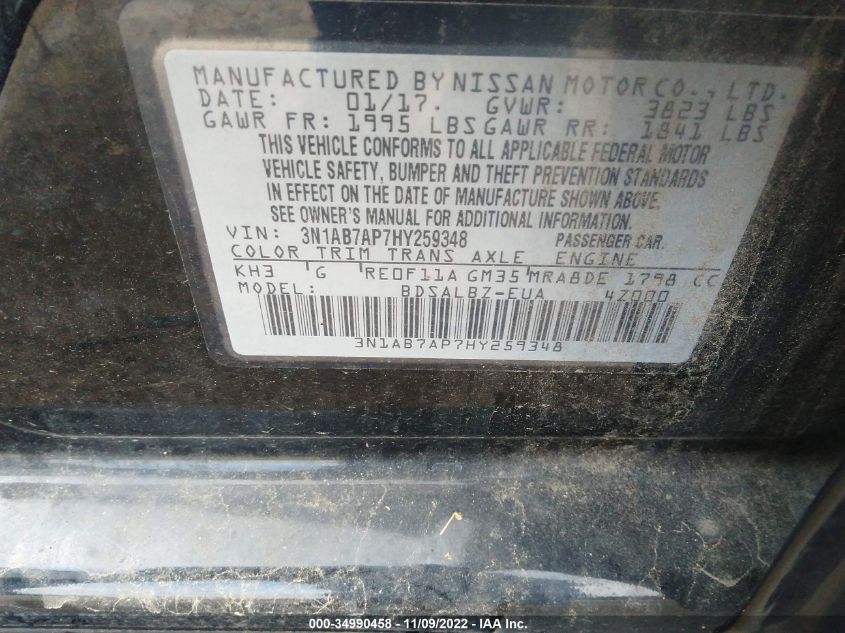 MANUFACTURED BY NISSAN MOTOR CO., LTD.
DATE: 01/17. GVWR: 3823 LBS
GAWR FR: 1995 LBS GAWR RR: 1841 LBS
THIS VEHICLE CONFORMS TO ALL APPLICABLE FEDERAL MOTOR
VEHICLE SAFETY, BUMPER AND THEFT PREVENTION STANDARDS
IN EFFECT ON THE DATE OF MANUFACTURE SHOWN ABOVE.
SEE OWNER'S MANUAL FOR ADDITIONAL INFORMATION.
VIN: 3N1AB7AP7HY259348 PASSENGER CAR.
COLOR TRIM TRANS AXLE ENGINE
KH3 G RE0F11A GM35 MRA8DE 1798 CC
MODEL: BDSALBZ-EUA 4Z000
3N1AB7AP7HY259348
000-34990458 - 11/09/2022 - ©IAA Inc.